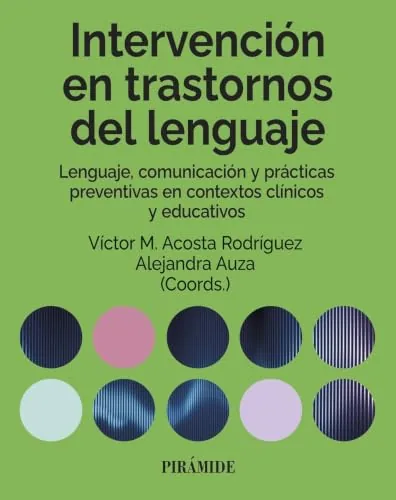 Intervención
en trastornos
del lenguaje
Lenguaje, comunicación y prácticas
preventivas en contextos clínicos
y educativos
Víctor M. Acosta Rodríguez
Alejandra Auza
(Coords.)
PIRÁMIDE